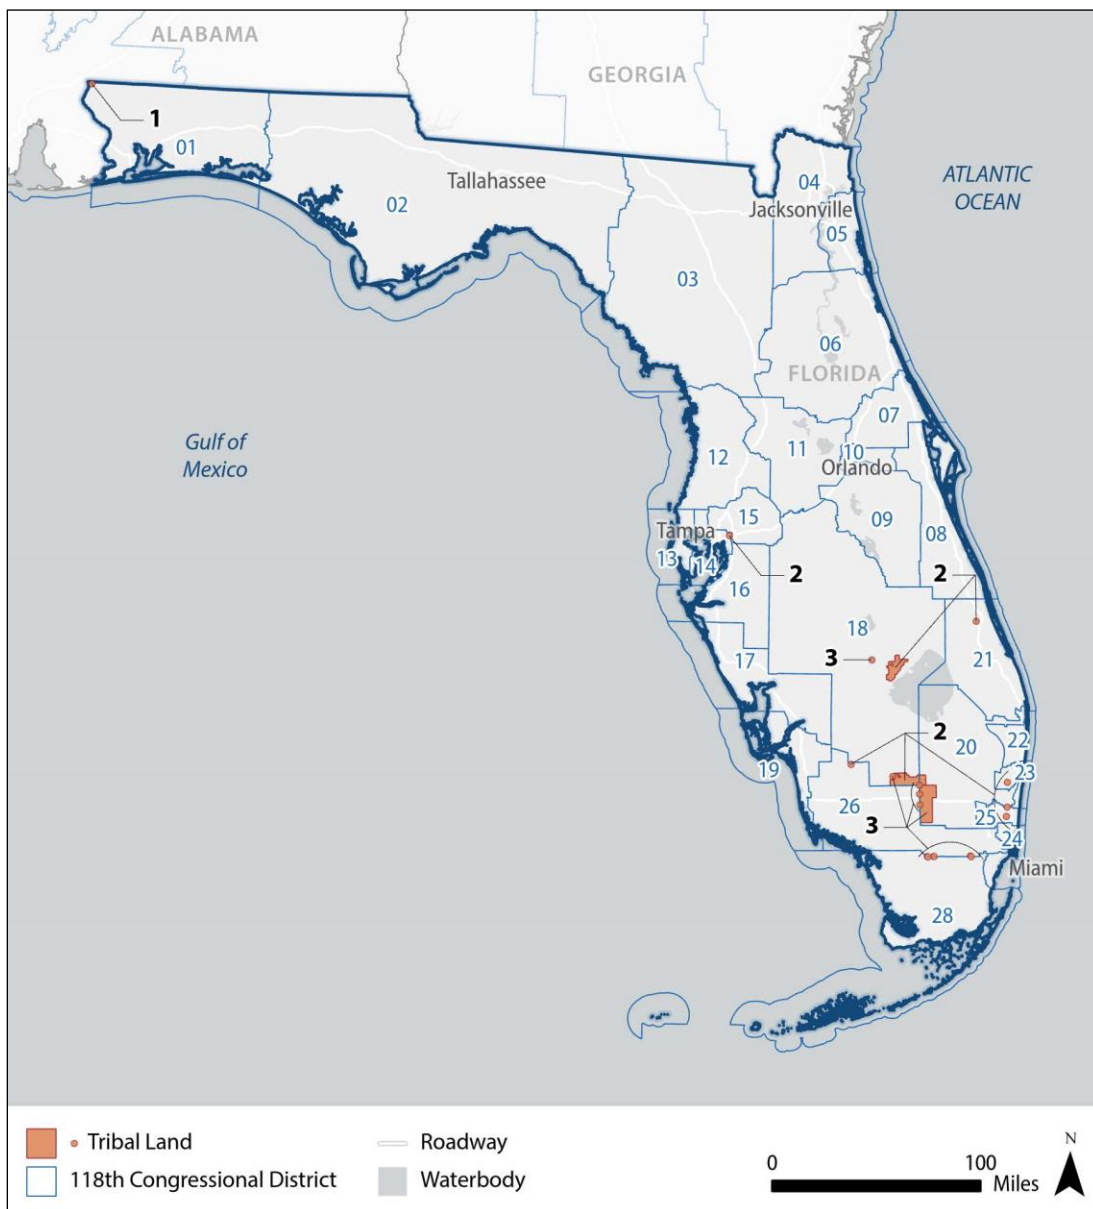 ALABAMA
GEORGIA
1
01
Tallahassee
02
04
ATLANTIC
OCEAN
Jacksonville
05
03
06
FLORIDA
07
Gulf of
Mexico
12
11
10
Orlando
15
09
Tampa
08
13
14
16
2
2
18
3
17
21
2
20
22
19
23
26
25
3
24
Miami
28
Tribal Land
Roadway
118th Congressional District
Waterbody
0
100
Miles
N